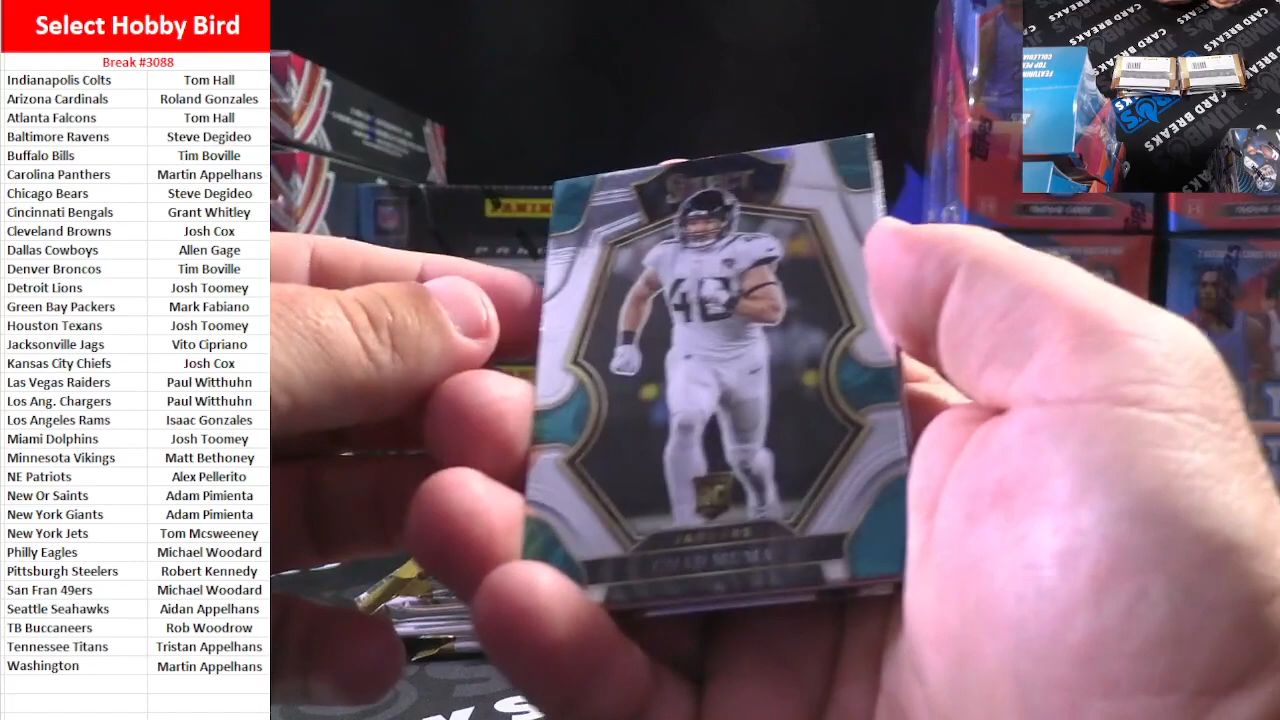 Select Hobby Bird
Break #3088
Indianapolis Colts Tom Hall
Arizona Cardinals Roland Gonzales
Atlanta Falcons Tom Hall
Baltimore Ravens Steve Degideo
Buffalo Bills Tim Boville
Carolina Panthers Martin Appelhans
Chicago Bears Steve Degideo
Cincinnati Bengals Grant Whitley
Cleveland Browns Josh Cox
Dallas Cowboys Allen Gage
Denver Broncos Tim Boville
Detroit Lions Josh Toomey
Green Bay Packers Mark Fabiano
Houston Texans Josh Toomey
Jacksonville Jags Vito Cipriano
Kansas City Chiefs Josh Cox
Las Vegas Raiders Paul Witthuhn
Los Ang. Chargers Paul Witthuhn
Los Angeles Rams Isaac Gonzales
Miami Dolphins Josh Toomey
Minnesota Vikings Matt Bethoney
NE Patriots Alex Pellerito
New Or Saints Adam Pimienta
New York Giants Adam Pimienta
New York Jets Tom Mcsweeney
Philly Eagles Michael Woodard
Pittsburgh Steelers Robert Kennedy
San Fran 49ers Michael Woodard
Seattle Seahawks Aidan Appelhans
TB Buccaneers Rob Woodrow
Tennessee Titans Tristan Appelhans
Washington Martin Appelhans
PANINI
SELECT
RC
JAGUARS
CHAD MUMA
CARD BREAKS
JUMBO'S
CARD BREAKS